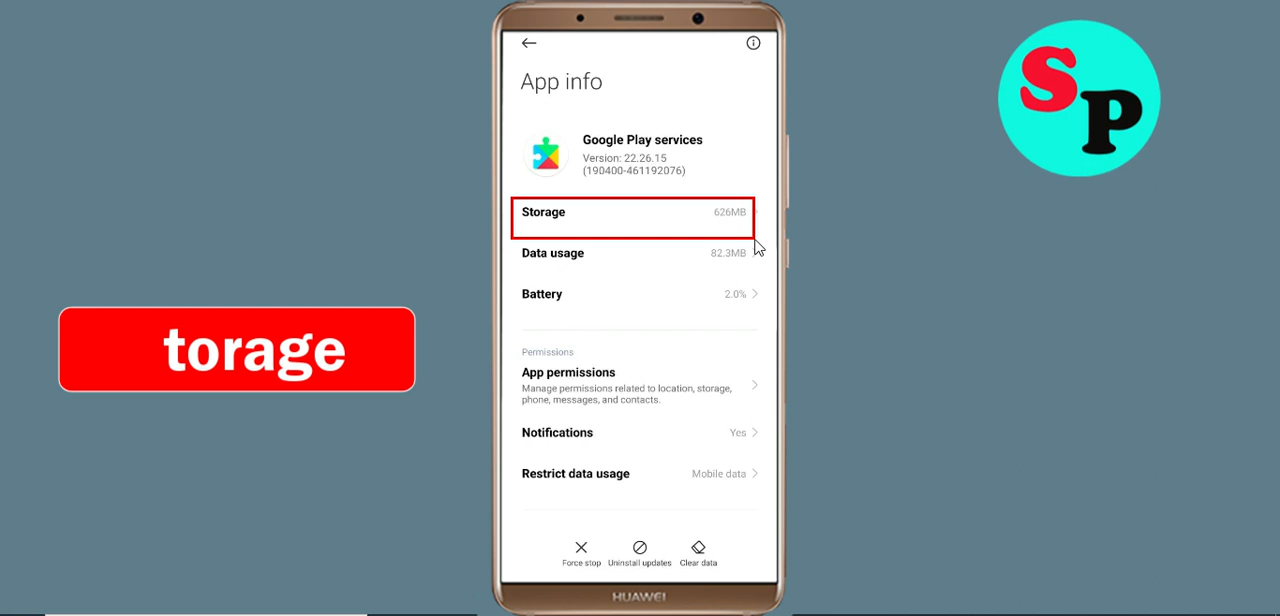 App info
Google Play services
Version: 22.26.15
(190400-461192076)
Storage 626MB
Data usage 82.3MB
Battery 2.0%
Permissions
App permissions
Manage permissions related to location, storage,
phone, messages, and contacts.
Notifications Yes
Restrict data usage Mobile data
Force stop Uninstall updates Clear data
HUAWEI
torage
SP